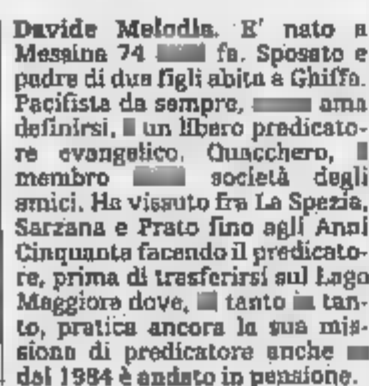 Davide Melodia. E' nato a
Messina 74 fa. Sposato e
padre di due figli abita a Ghiffa.
Pacifista da sempre, ama
definirsi, un libero predicato-
re evangelico. Quacchero,
membro società degli
amici. Ha vissuto fra La Spezia,
Sarzana e Prato fino agli Anni
Cinquanta facendo il predicato-
re, prima di trasferirsi sul Lago
Maggiore dove, tanto tan-
to, pratica ancora la sua mis-
sione di predicatore anche
dal 1984 è andato in pensione.